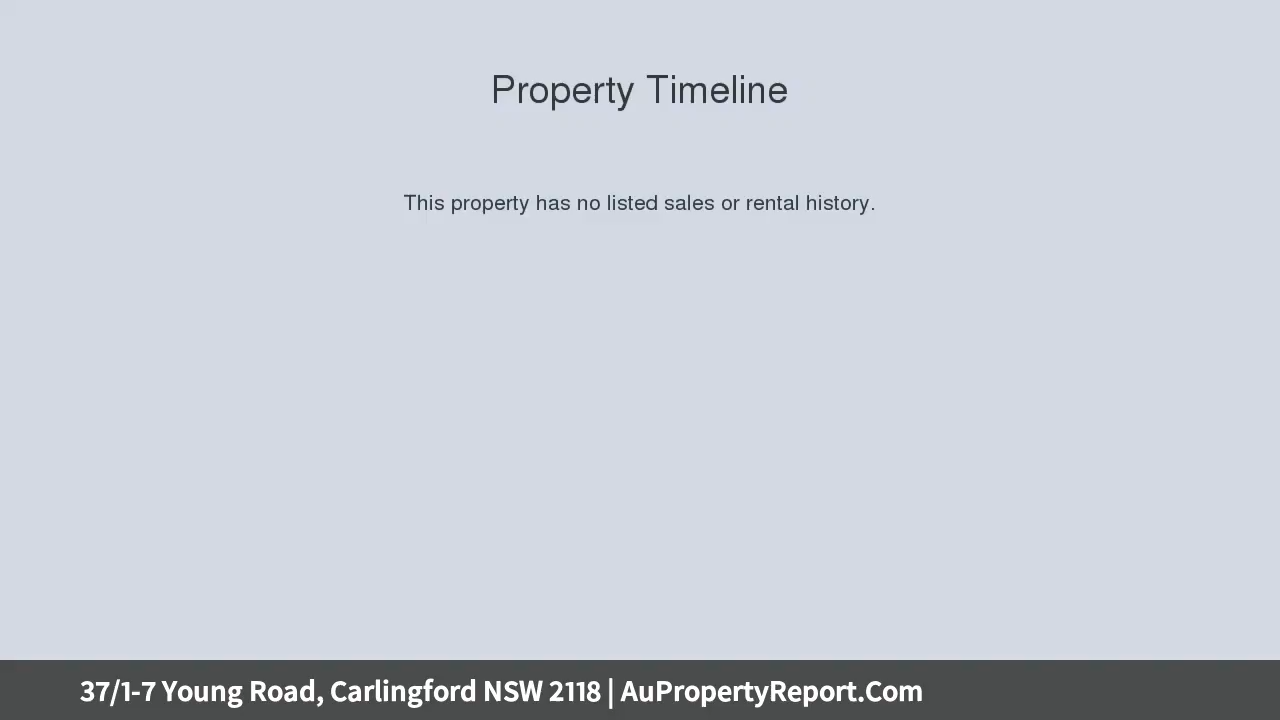 Property Timeline
This property has no listed sales or rental history.
37/1-7 Young Road, Carlingford NSW 2118 | AuPropertyReport.Com